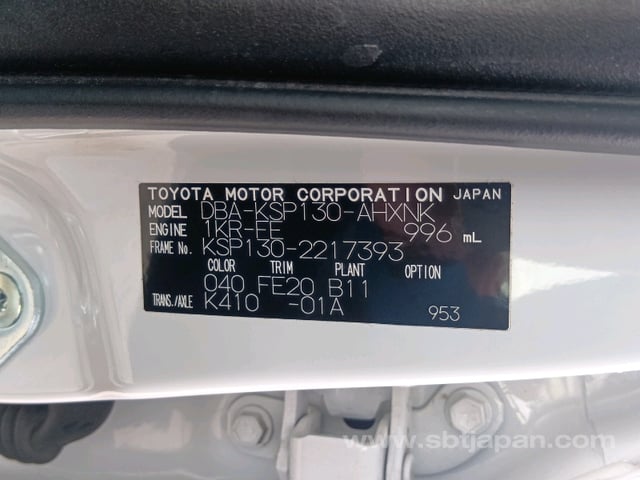 TOYOTA MOTOR CORPORATION JAPAN
MODEL DBA-KSP130-AHXNK
ENGINE 1KR-FE 996 mL
FRAME No. KSP130-2217393
COLOR TRIM PLANT OPTION
040 FE20 B11
TRANS./AXLE K410 -01A 953
www.sbtjapan.com